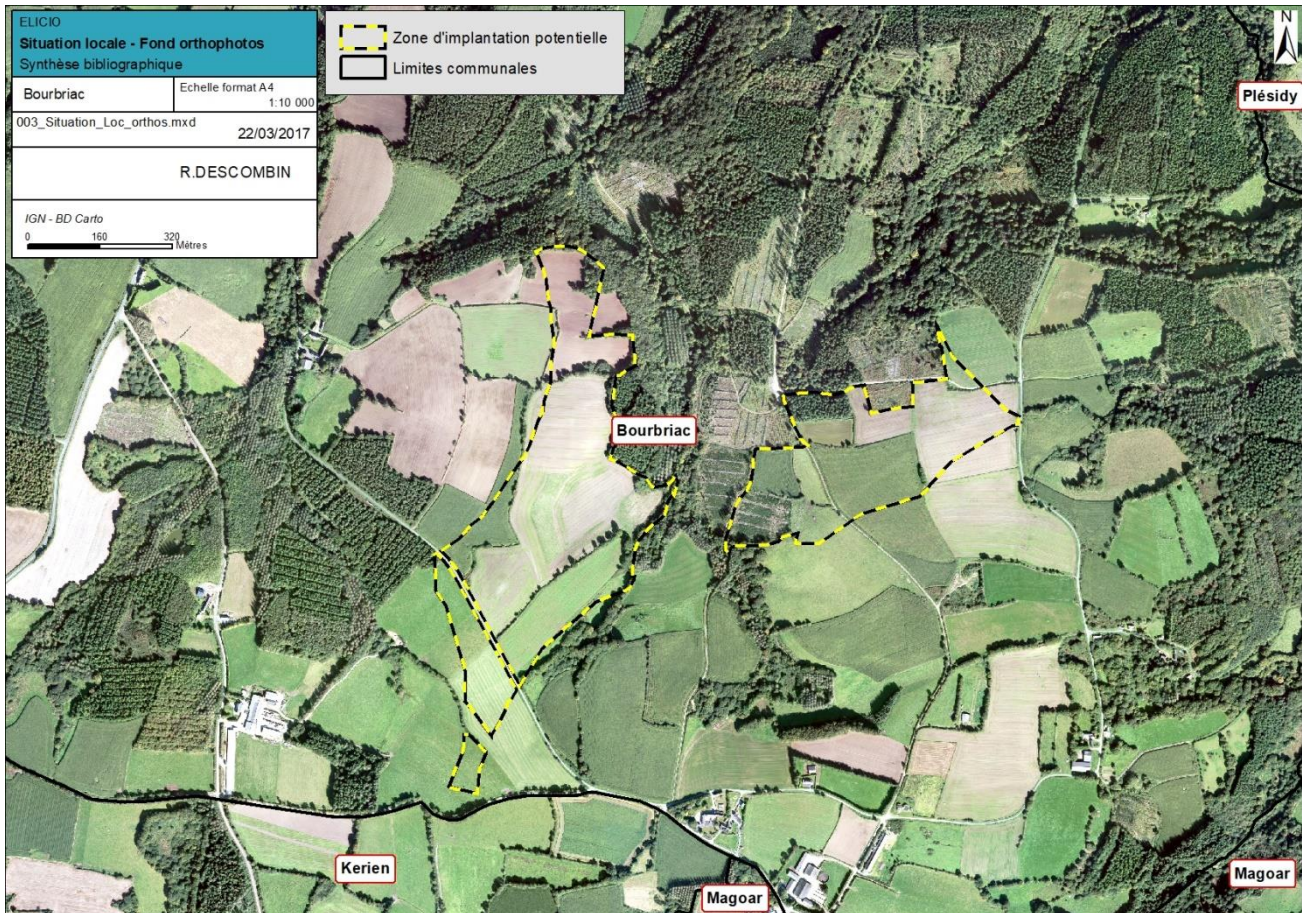 ELICIO
Situation locale - Fond orthophotos
Synthèse bibliographique
Bourbriac
Echelle format A4
1:10 000
003_Situation_Loc_orthos.mxd
22/03/2017
R.DESCOMBIN
IGN - BD Carto
0 160 320
Mètres
Zone d'implantation potentielle
Limites communales
N
Plésidy
Bourbriac
Kerien
Magoar
Magoar